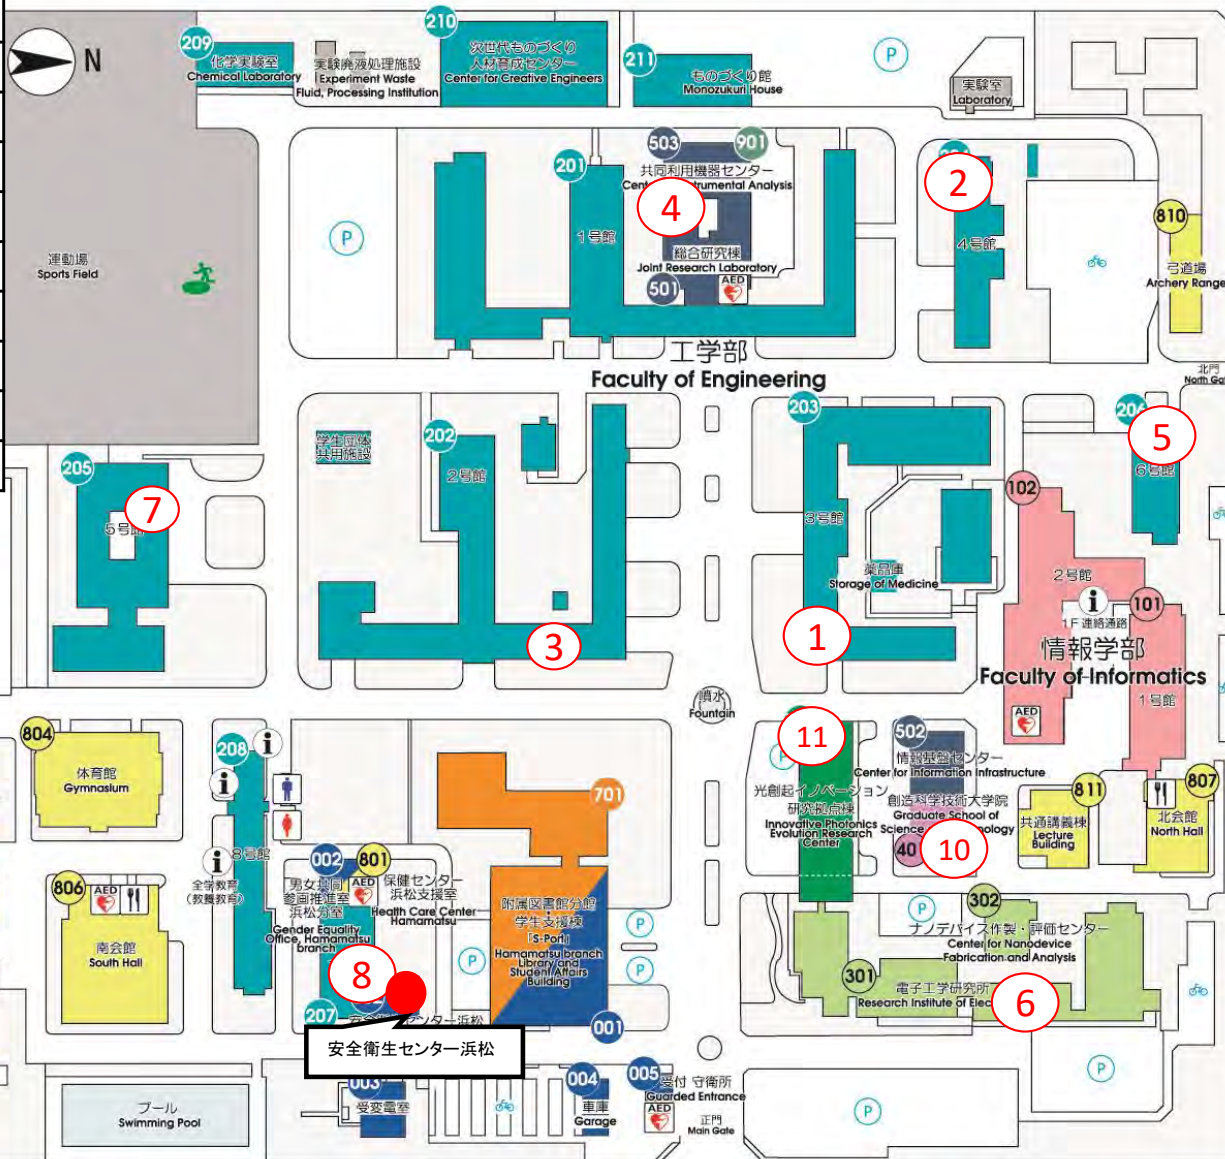 N
209
化学実験室
Chemical Laboratory
実験廃液処理施設
Experiment Waste
Fluid, Processing Institution
210
次世代ものづくり
人材育成センター
Center for Creative Engineers
211
ものづくり館
Monozukuri House
P
実験室
Laboratory
運動場
Sports Field
P
201
1号館
503
901
共同利用機器センター
4
総合研究棟
Joint Research Laboratory
501
AED
2
4号館
810
弓道場
Archery Range
北門
工学部
Faculty of Engineering
205
7
学生団体
共用施設
202
2号館
3
203
3号館
薬品庫
Storage of Medicine
1
102
2号館
206
5
6号館
i
101
1F 連絡通路
情報学部
Faculty of Informatics
1号館
AED
噴水
Fountain
804
体育館
Gymnasium
208
i
i
i
8号館
全学教育
(教養教育)
806
AED
南会館
South Hall
002
801
AED
男女共同
参画推進室
浜松分室
Gender Equality
Office, Hamamatsu
branch
保健センター
浜松支援室
Health Care Center
Hamamatsu
8
207
安全衛生センター浜松
P
701
附属図書館分館
学生支援棟
「S-Port」
Hamamatsu branch
Library and
Student Affairs
Building
001
P
P
11
P
光創起イノベーション
研究拠点棟
Innovative Photonics
Evolution Research
Center
502
情報基盤センター
Center for Information Infrastructure
創造科学技術大学院
Graduate School of
10
811
共通講義棟
Lecture
Building
807
北会館
North Hall
P
302
ナノデバイス作製・評価センター
Center for Nanodevice
Fabrication and Analysis
301
電子工学研究所
6
プール
Swimming Pool
003
受変電室
004
車庫
Garage
005
受付 守衛所
Guarded Entrance
AED
正門
Main Gate
P
P